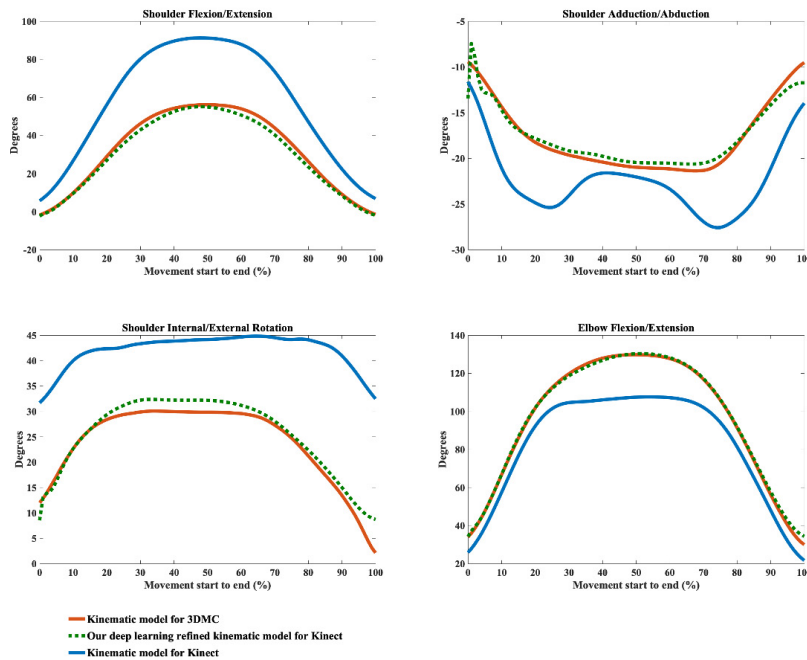 Shoulder Flexion/Extension
100
80
60
40
20
0
-20
Degrees
0 10 20 30 40 50 60 70 80 90 100
Movement start to end (%)
Shoulder Adduction/Abduction
-5
-10
-15
-20
-25
-30
Degrees
0 10 20 30 40 50 60 70 80 90 100
Movement start to end (%)
Shoulder Internal/External Rotation
45
40
35
30
25
20
15
10
5
0
Degrees
0 10 20 30 40 50 60 70 80 90 100
Movement start to end (%)
Elbow Flexion/Extension
140
120
100
80
60
40
20
Degrees
0 10 20 30 40 50 60 70 80 90 100
Movement start to end (%)
Kinematic model for 3DMC
Our deep learning refined kinematic model for Kinect
Kinematic model for Kinect